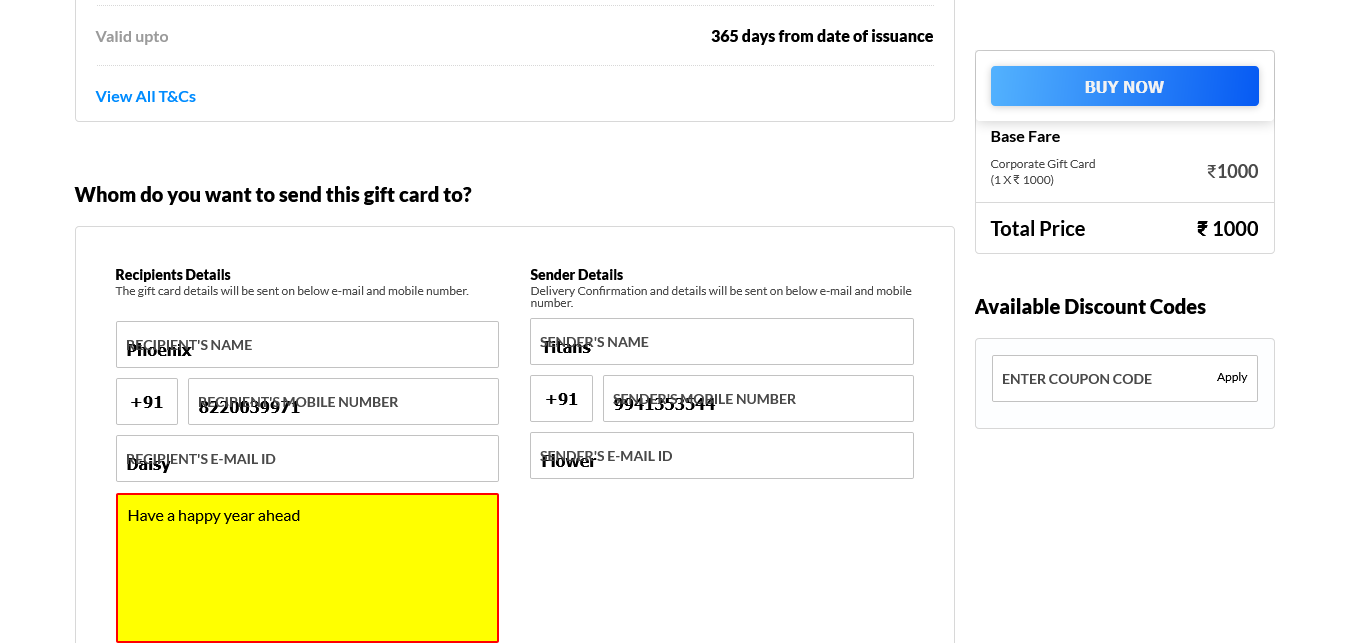 Valid upto
365 days from date of issuance
View All T&Cs
BUY NOW
Base Fare
Corporate Gift Card
(1 X ₹ 1000)
₹1000
Total Price
₹ 1000
Whom do you want to send this gift card to?
Recipients Details
The gift card details will be sent on below e-mail and mobile number.
RECIPIENT'S NAME
Phoenix
+91
RECIPIENT'S MOBILE NUMBER
8220039971
RECIPIENT'S E-MAIL ID
Daisy
Have a happy year ahead
Sender Details
Delivery Confirmation and details will be sent on below e-mail and mobile
number.
SENDER'S NAME
Titans
+91
SENDER'S MOBILE NUMBER
9941353544
SENDER'S E-MAIL ID
Flower
Available Discount Codes
ENTER COUPON CODE
Apply